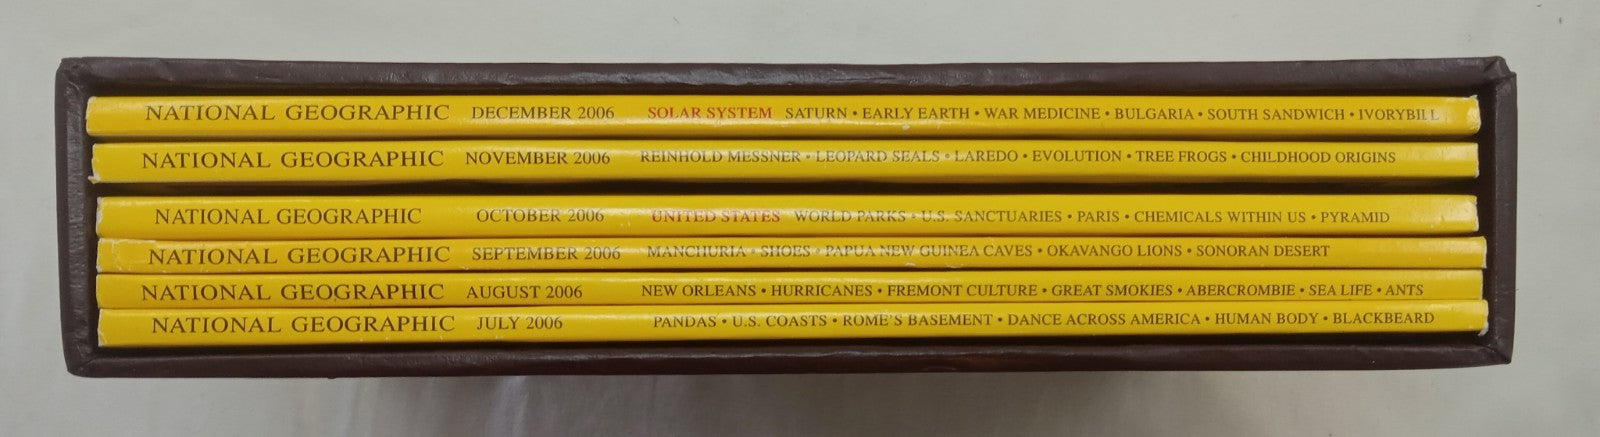 NATIONAL GEOGRAPHIC DECEMBER 2006 SOLAR SYSTEM SATURN • EARLY EARTH • WAR MEDICINE • BULGARIA • SOUTH SANDWICH • IVORYBILL
NATIONAL GEOGRAPHIC NOVEMBER 2006 REINHOLD MESSNER • LEOPARD SEALS • LAREDO • EVOLUTION • TREE FROGS • CHILDHOOD ORIGINS
NATIONAL GEOGRAPHIC OCTOBER 2006 UNITED STATES WORLD PARKS • U.S. SANCTUARIES • PARIS • CHEMICALS WITHIN US • PYRAMID
NATIONAL GEOGRAPHIC SEPTEMBER 2006 MANCHURIA • SHOES • PAPUA NEW GUINEA CAVES • OKAVANGO LIONS • SONORAN DESERT
NATIONAL GEOGRAPHIC AUGUST 2006 NEW ORLEANS • HURRICANES • FREMONT CULTURE • GREAT SMOKIES • ABERCROMBIE • SEA LIFE • ANTS
NATIONAL GEOGRAPHIC JULY 2006 PANDAS • U.S. COASTS • ROME'S BASEMENT • DANCE ACROSS AMERICA • HUMAN BODY • BLACKBEARD